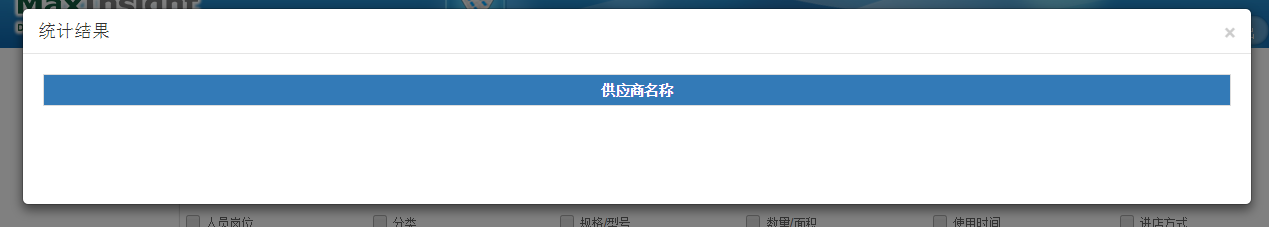 MaxInsight
统计结果
×
供应商名称
人员岗位 分类 规格/型号 数量/面积 使用时间 进店方式